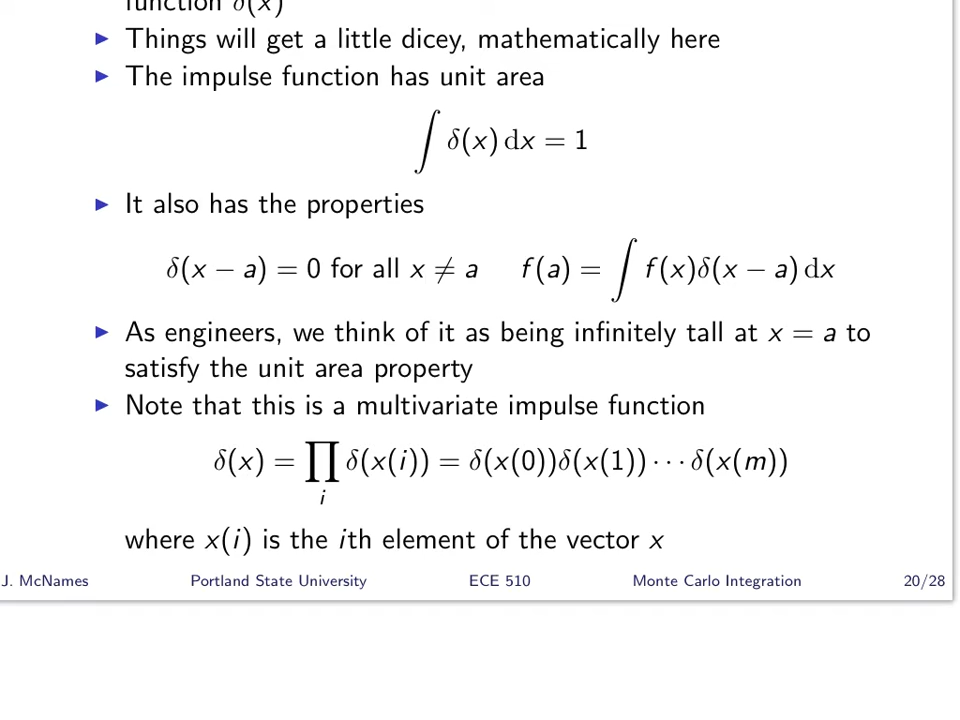 function δ(x)
▶ Things will get a little dicey, mathematically here
▶ The impulse function has unit area
∫ δ(x) dx = 1
▶ It also has the properties
δ(x − a) = 0 for all x ≠ a f(a) = ∫ f(x)δ(x − a) dx
▶ As engineers, we think of it as being infinitely tall at x = a to
satisfy the unit area property
▶ Note that this is a multivariate impulse function
δ(x) = ∏ᵢ δ(x(i)) = δ(x(0))δ(x(1)) ··· δ(x(m))
where x(i) is the ith element of the vector x
J. McNames Portland State University ECE 510 Monte Carlo Integration 20/28